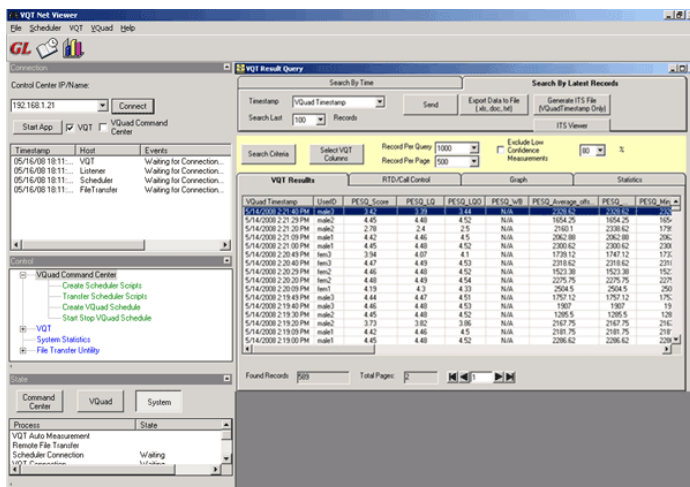 VQT Net Viewer
File Scheduler VQT VQuad Help
GL
Connection
Control Center IP/Name:
192.168.1.21 Connect
Start App VQT VQuad Command Center
Timestamp Host Events
05/16/08 18:11:... VQT Waiting for Connection...
05/16/08 18:11:... Listener Waiting for Connection...
05/16/08 18:11:... Scheduler Waiting for Connection...
05/16/08 18:11:... FileTransfer Waiting for Connection...
Control
VQuad Command Center
Create Scheduler Scripts
Transfer Scheduler Scripts
Create VQuad Schedule
Start Stop VQuad Schedule
VQT
System Statistics
File Transfer Untility
State
Command Center VQuad System
Process State
VQT Auto Measurement
Remote File Transfer
Scheduler Connection Waiting
VQT Connection Waiting
VQT Result Query
Search By Time Search By Latest Records
Timestamp VQuad Timestamp Send Export Data to File (.xls,.doc,.txt) Generate ITS File (VQuadTimestamp Only)
Search Last 100 Records ITS Viewer
Search Criteria Select VQT Columns Record Per Query 1000 Exclude Low Confidence Measurements 80 %
Record Per Page 500
VQT Results RTD/Call Control Graph Statistics
VQuad Timestamp UserID PESQ_Score PESQ_LQ PESQ_LQO PESQ_WB PESQ_Average_offs... PESQ_... PESQ_Min_
5/14/2008 2:21:40 PM male3 3.42 3.39 3.44 N/A 2328.62 2328.62
5/14/2008 2:21:29 PM male2 4.45 4.48 4.52 N/A 1654.25 1654.25
5/14/2008 2:21:20 PM male2 2.78 2.4 2.5 N/A 2160.1 2338.62
5/14/2008 2:21:09 PM male1 4.42 4.46 4.5 N/A 2062.88 2062.88
5/14/2008 2:21:00 PM male1 4.45 4.48 4.52 N/A 2300.62 2300.62
5/14/2008 2:20:49 PM fem3 3.94 4.07 4.1 N/A 1739.12 1747.12
5/14/2008 2:20:40 PM fem3 4.47 4.49 4.53 N/A 2318.62 2318.62
5/14/2008 2:20:39 PM fem2 4.46 4.48 4.52 N/A 1523.38 1523.38
5/14/2008 2:20:20 PM fem2 4.48 4.49 4.54 N/A 2275.75 2275.75
5/14/2008 2:20:09 PM fem1 4.19 4.3 4.33 N/A 2504.5 2504.5
5/14/2008 2:19:49 PM male3 4.44 4.47 4.51 N/A 1757.12 1757.12
5/14/2008 2:19:40 PM male3 4.46 4.48 4.53 N/A 1907 1907
5/14/2008 2:19:30 PM male2 4.45 4.48 4.52 N/A 1285.5 1285.5
5/14/2008 2:19:20 PM male2 3.73 3.82 3.86 N/A 2167.75 2167.75
5/14/2008 2:19:09 PM male1 4.42 4.46 4.5 N/A 2181.75 2181.75
5/14/2008 2:19:00 PM male1 4.45 4.48 4.52 N/A 2286.62 2286.62
Found Records 589 Total Pages: 2 1